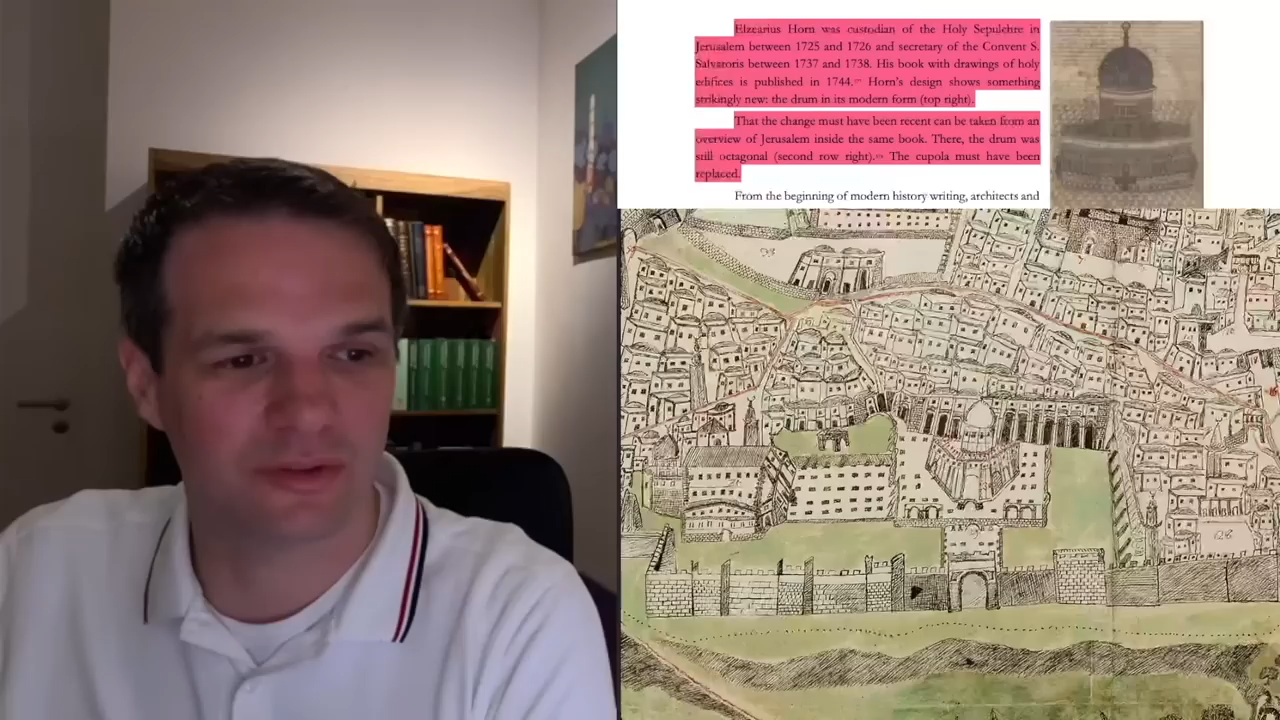 Elzearius Horn was custodian of the Holy Sepulchre in
Jerusalem between 1725 and 1726 and secretary of the Convent S.
Salvatoris between 1737 and 1738. His book with drawings of holy
edifices is published in 1744. Horn's design shows something
strikingly new: the drum in its modern form (top right).
That the change must have been recent can be taken from an
overview of Jerusalem inside the same book. There, the drum was
still octagonal (second row right). The cupola must have been
replaced.
From the beginning of modern history writing, architects and